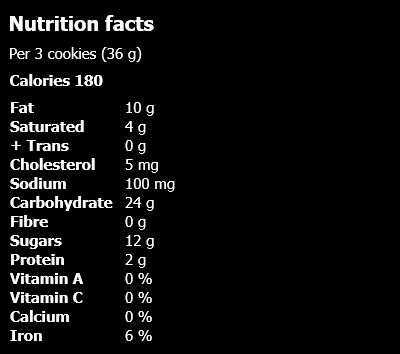 Nutrition facts
Per 3 cookies (36 g)
Calories 180
Fat 10 g
Saturated 4 g
+ Trans 0 g
Cholesterol 5 mg
Sodium 100 mg
Carbohydrate 24 g
Fibre 0 g
Sugars 12 g
Protein 2 g
Vitamin A 0 %
Vitamin C 0 %
Calcium 0 %
Iron 6 %